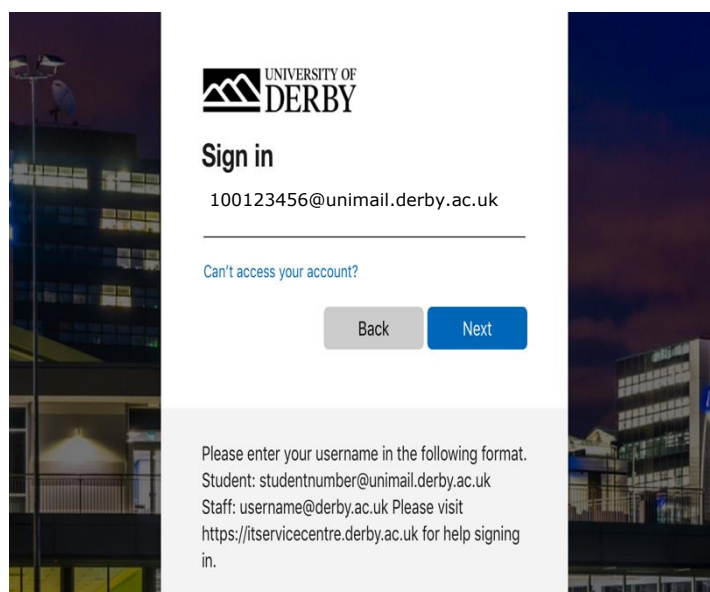 UNIVERSITY OF
DERBY
Sign in
100123456@unimail.derby.ac.uk
Can't access your account?
Back
Next
Please enter your username in the following format.
Student: studentnumber@unimail.derby.ac.uk
Staff: username@derby.ac.uk Please visit
https://itservicecentre.derby.ac.uk for help signing
in.